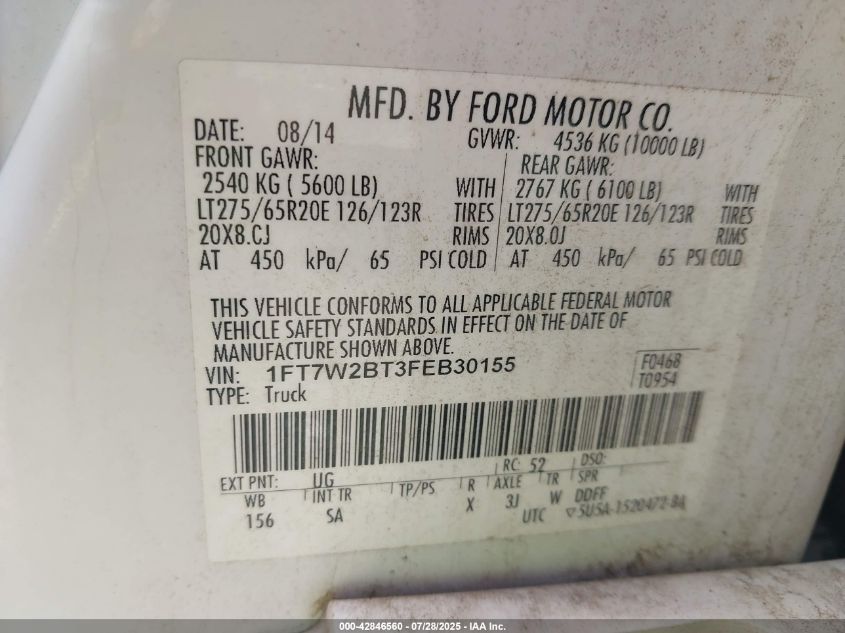 MFD. BY FORD MOTOR CO.
DATE: 08/14 GVWR: 4536 KG (10000 LB)
FRONT GAWR: REAR GAWR:
2540 KG ( 5600 LB) WITH 2767 KG ( 6100 LB) WITH
LT275/65R20E 126/123R TIRES LT275/65R20E 126/123R TIRES
20X8.CJ RIMS 20X8.0J RIMS
AT 450 kPa/ 65 PSI COLD AT 450 kPa/ 65 PSI COLD
THIS VEHICLE CONFORMS TO ALL APPLICABLE FEDERAL MOTOR
VEHICLE SAFETY STANDARDS IN EFFECT ON THE DATE OF
MANUFACTURE SHOWN ABOVE.
VIN: 1FT7W2BT3FEB30155 F0468
TYPE: Truck T0954
EXT PNT: UG RC: 52 DSO:
WB INT TR TP/PS R AXLE TR SPR
156 SA X 3J W DDFF
UTC ▽5U5A-1520472-BA
000-42846560 - 07/28/2025 - IAA Inc.